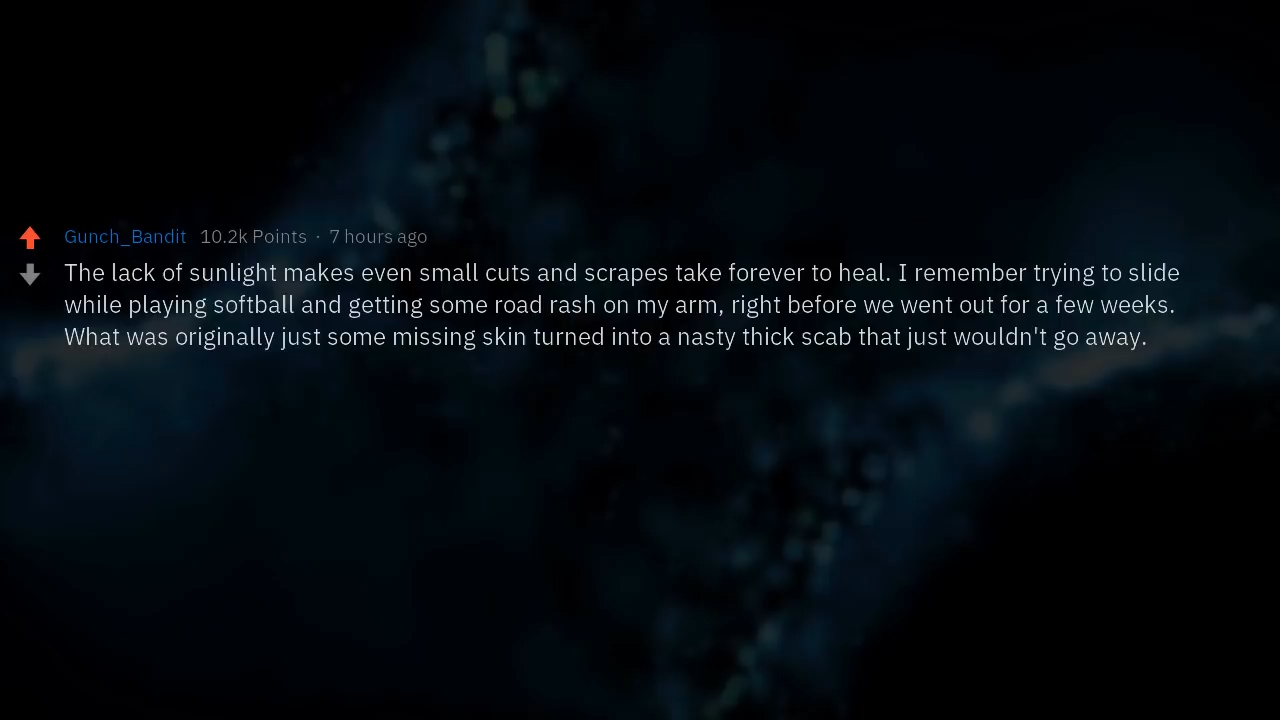 Gunch_Bandit 10.2k Points · 7 hours ago
The lack of sunlight makes even small cuts and scrapes take forever to heal. I remember trying to slide
while playing softball and getting some road rash on my arm, right before we went out for a few weeks.
What was originally just some missing skin turned into a nasty thick scab that just wouldn't go away.